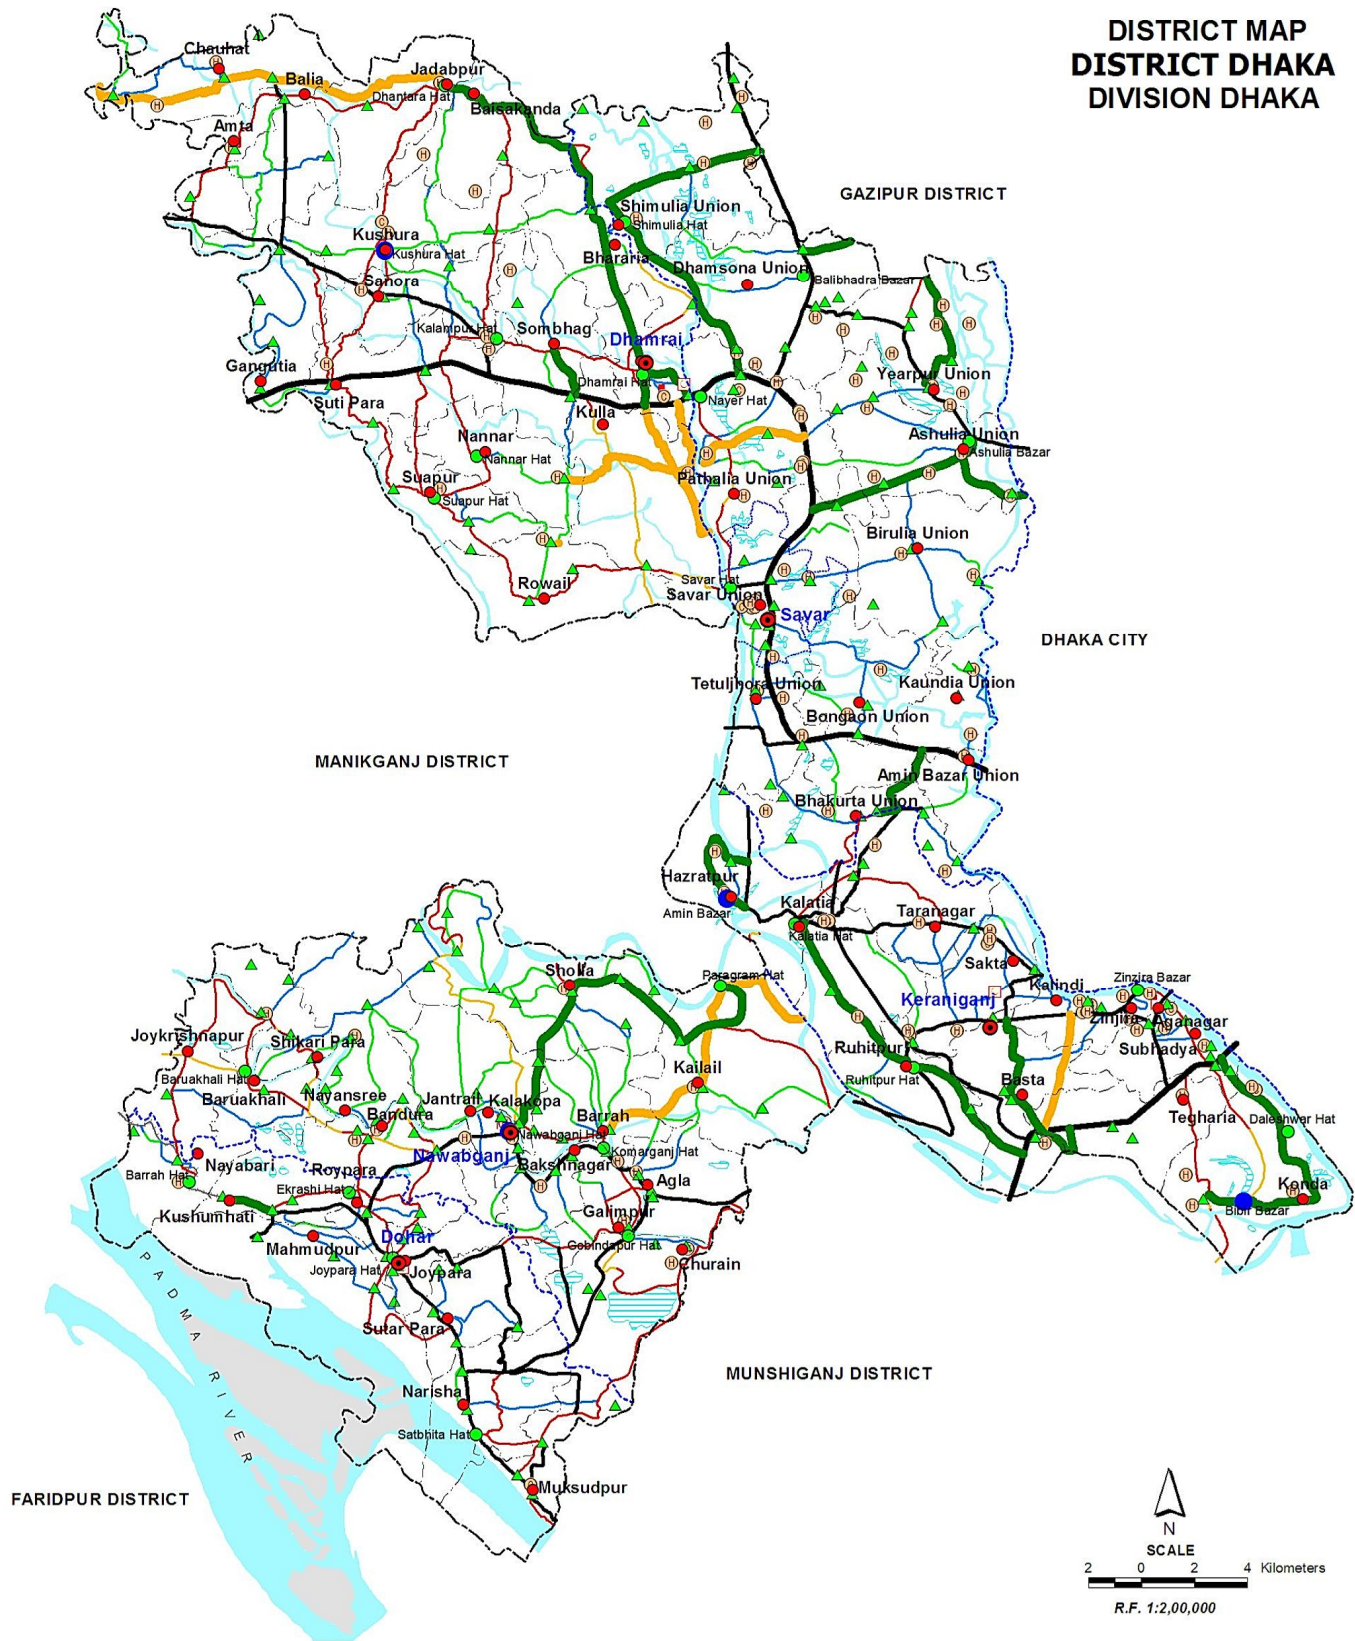 DISTRICT MAP
DISTRICT DHAKA
DIVISION DHAKA
Chauhat
Balia
Jadabpur
Dhantara Hat
Baisakanda
Amta
GAZIPUR DISTRICT
Shimulia Union
Shimulia Hat
Kushura
Kushura Hat
Bhararia
Dhamsona Union
Balibhadra Bazar
Sanora
Kalampur Hat
Sombhag
Dhamrai
Gangutia
Yearpur Union
Dhamrai Hat
Suti Para
Nayer Hat
Kulla
Nannar
Ashulia Union
Ashulia Bazar
Nannar Hat
Suapur
Pathalia Union
Suapur Hat
Birulia Union
Rowail
Savar Hat
Savar Union
Savar
DHAKA CITY
Tetuljhora Union
Kaundia Union
Bongaon Union
MANIKGANJ DISTRICT
Amin Bazar Union
Bhakurta Union
Hazratpur
Amin Bazar
Kalatia
Taranagar
Kalatia Hat
Sakta
Sholla
Paragram Hat
Kalindi
Zinzira Bazar
Keraniganj
Zinjira
Aganagar
Joykrishnapur
Shikari Para
Ruhitpur
Subhadya
Baruakhali Hat
Baruakhali
Kailail
Ruhitpur Hat
Basta
Nayansree
Jantrail
Kalakopa
Bandura
Barrah
Tegharia
Daleshwar Hat
Nawabganj Hat
Nawabganj
Komarganj Hat
Nayabari
Roypara
Bakshnagar
Barrah Hat
Ekrashi Hat
Agla
Konda
Kushumhati
Galimpur
Bibir Bazar
Mahmudpur
Dohar
Gobindapur Hat
Joypara Hat
Joypara
Churain
PADMA RIVER
Sutar Para
MUNSHIGANJ DISTRICT
Narisha
Satbhita Hat
Muksudpur
FARIDPUR DISTRICT
N
SCALE
2 0 2 4 Kilometers
R.F. 1:2,00,000